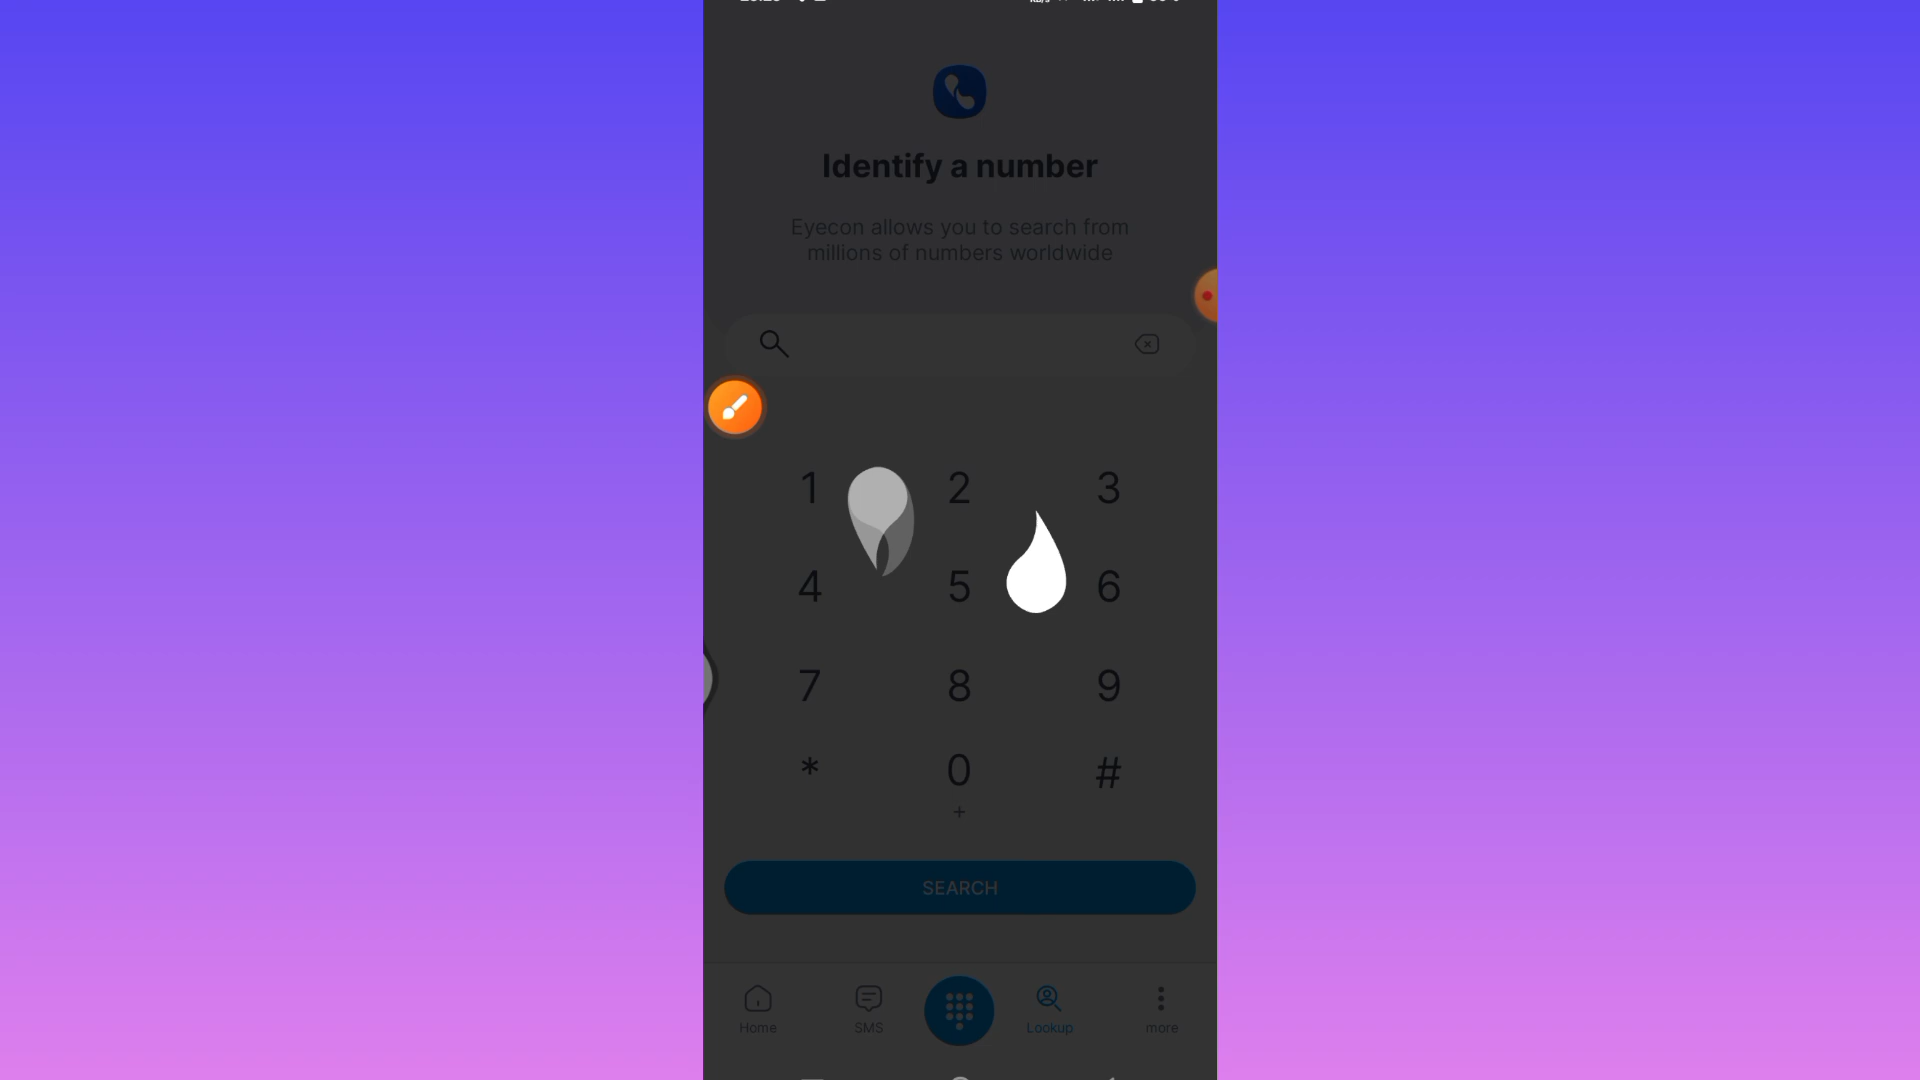 Identify a number
Eyecon allows you to search from
millions of numbers worldwide
1 2 3
4 5 6
7 8 9
* 0 #
+
SEARCH
Home SMS Lookup more